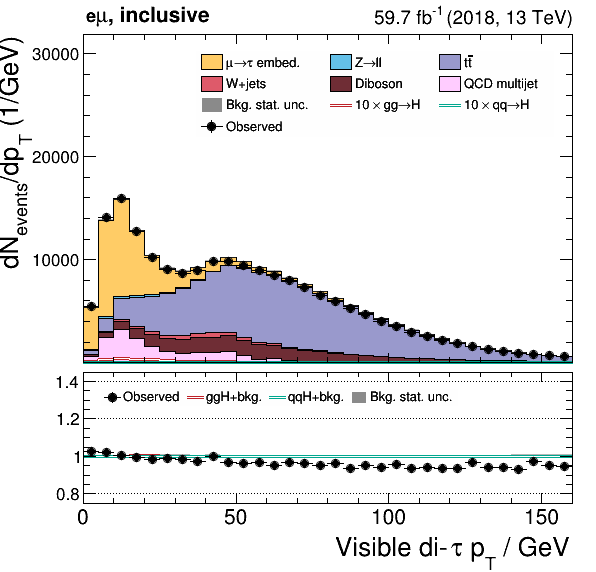 eμ, inclusive 59.7 fb⁻¹ (2018, 13 TeV)
dN_events/dp_T (1/GeV)
30000
20000
10000
μ→τ embed. Z→ll tt̄
W+jets Diboson QCD multijet
Bkg. stat. unc. 10 × gg→H 10 × qq→H
Observed
1.4
1.2
1
0.8
Observed ggH+bkg. qqH+bkg. Bkg. stat. unc.
0 50 100 150
Visible di-τ p_T / GeV